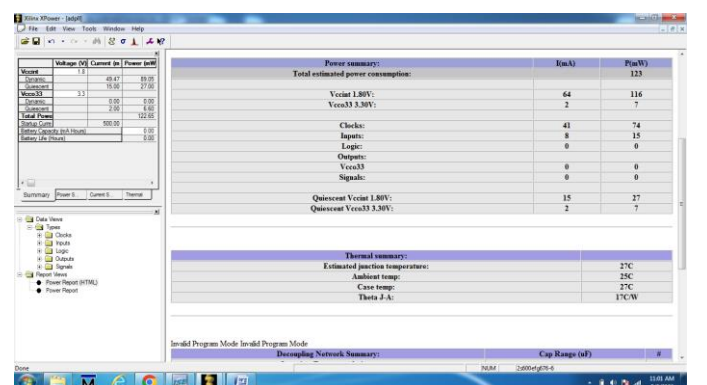 Xilinx XPower - [adpll]
File Edit View Tools Window Help
Voltage (V) Current (m Power (mW
Vccint 1.8
Dynamic 49.47 89.05
Quiescent 15.00 27.00
Vcco33 3.3
Dynamic 0.00 0.00
Quiescent 2.00 6.60
Total Powe 122.65
Startup Curre 500.00
Battery Capacity (mA Hours) 0.00
Battery Life (Hours) 0.00
Summary Power S... Current S... Thermal
Data Views
Types
Clocks
Inputs
Logic
Outputs
Signals
Report Views
Power Report (HTML)
Power Report
Power summary: I(mA) P(mW)
Total estimated power consumption: 123
Vccint 1.80V: 64 116
Vcco33 3.30V: 2 7
Clocks: 41 74
Inputs: 8 15
Logic: 0 0
Outputs:
Vcco33 0 0
Signals: 0 0
Quiescent Vccint 1.80V: 15 27
Quiescent Vcco33 3.30V: 2 7
Thermal summary:
Estimated junction temperature: 27C
Ambient temp: 25C
Case temp: 27C
Theta J-A: 17C/W
Invalid Program Mode Invalid Program Mode
Decoupling Network Summary: Cap Range (uF) #
Done NUM 2s600efg676-6
11:01 AM